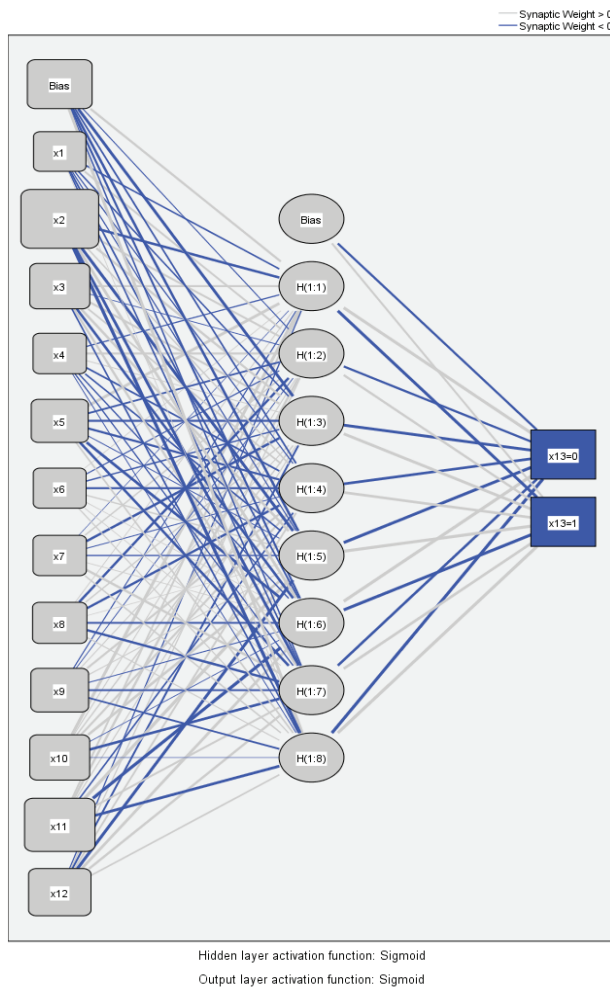 Synaptic Weight > 0
Synaptic Weight < 0
Bias
x1
x2
x3
x4
x5
x6
x7
x8
x9
x10
x11
x12
Bias
H(1:1)
H(1:2)
H(1:3)
H(1:4)
H(1:5)
H(1:6)
H(1:7)
H(1:8)
x13=0
x13=1
Hidden layer activation function: Sigmoid
Output layer activation function: Sigmoid